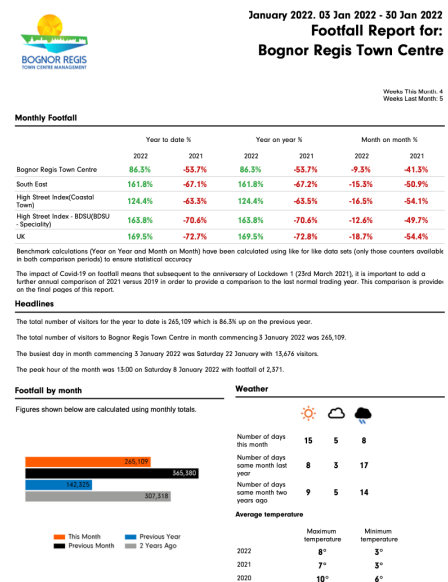 January 2022. 03 Jan 2022 - 30 Jan 2022
Footfall Report for:
Bognor Regis Town Centre
BOGNOR REGIS
TOWN CENTRE MANAGEMENT
Weeks This Month: 4
Weeks Last Month: 5
Monthly Footfall
Year to date % Year on year % Month on month %
2022 2021 2022 2021 2022 2021
Bognor Regis Town Centre 86.3% -53.7% 86.3% -53.7% -9.3% -41.3%
South East 161.8% -67.1% 161.8% -67.2% -15.3% -50.9%
High Street Index(Coastal
Town) 124.4% -63.3% 124.4% -63.5% -16.5% -54.1%
High Street Index - BDSU(BDSU
- Speciality) 163.8% -70.6% 163.8% -70.6% -12.6% -49.7%
UK 169.5% -72.7% 169.5% -72.8% -18.7% -54.4%
Benchmark calculations (Year on Year and Month on Month) have been calculated using like for like data sets (only those counters available
in both comparison periods) to ensure statistical accuracy
The impact of Covid-19 on footfall means that subsequent to the anniversary of Lockdown 1 (23rd March 2021), it is important to add a
further annual comparison of 2021 versus 2019 in order to provide a comparison to the last normal trading year. This comparison is provide
on the final pages of this report.
Headlines
The total number of visitors for the year to date is 265,109 which is 86.3% up on the previous year.
The total number of visitors to Bognor Regis Town Centre in month commencing 3 January 2022 was 265,109.
The busiest day in month commencing 3 January 2022 was Saturday 22 January with 13,676 visitors.
The peak hour of the month was 13:00 on Saturday 8 January 2022 with footfall of 2,371.
Footfall by month
Figures shown below are calculated using monthly totals.
265,109
365,380
142,325
307,318
This Month Previous Year
Previous Month 2 Years Ago
Weather
Number of days
this month 15 5 8
Number of days
same month last
year 8 3 17
Number of days
same month two
years ago 9 5 14
Average temperature
Maximum
temperature
Minimum
temperature
2022 8° 3°
2021 7° 3°
2020 10° 6°